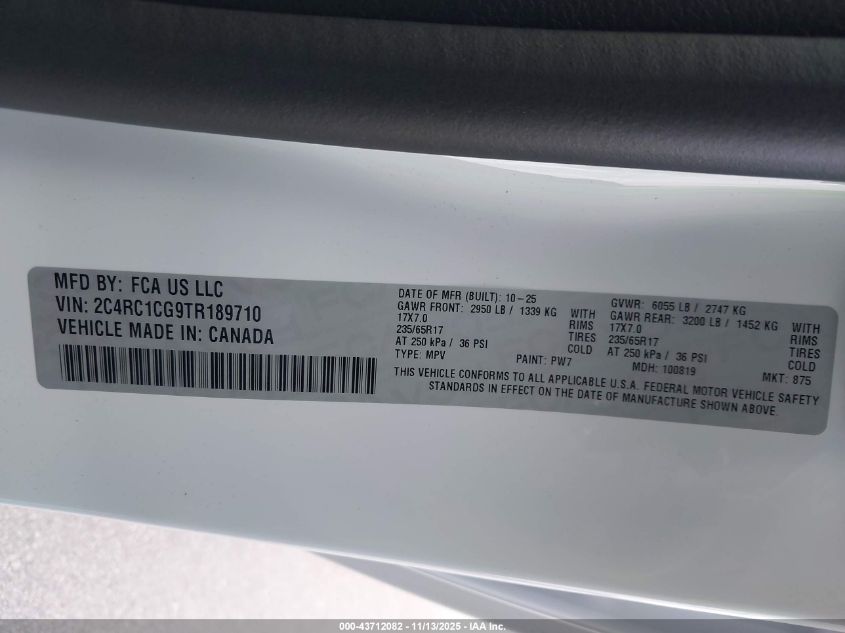 MFD BY: FCA US LLC
VIN: 2C4RC1CG9TR189710
VEHICLE MADE IN: CANADA
DATE OF MFR (BUILT): 10-25
GAWR FRONT: 2950 LB / 1339 KG WITH
17X7.0 RIMS
235/65R17 TIRES
AT 250 kPa / 36 PSI COLD
TYPE: MPV PAINT: PW7
GVWR: 6055 LB / 2747 KG
GAWR REAR: 3200 LB / 1452 KG WITH
17X7.0 RIMS
235/65R17 TIRES
AT 250 kPa / 36 PSI COLD
MDH: 100819 MKT: 875
THIS VEHICLE CONFORMS TO ALL APPLICABLE U.S.A. FEDERAL MOTOR VEHICLE SAFETY
STANDARDS IN EFFECT ON THE DATE OF MANUFACTURE SHOWN ABOVE.
000-43712082 - 11/13/2025 - IAA Inc.